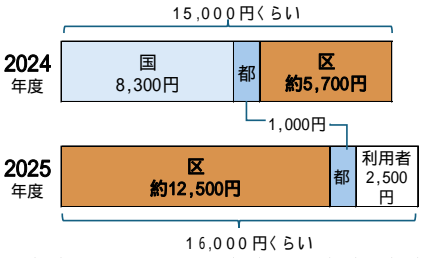 15,000円くらい
2024
年度
国
8,300円
都
区
約5,700円
1,000円
2025
年度
区
約12,500円
都
利用者
2,500
円
16,000円くらい